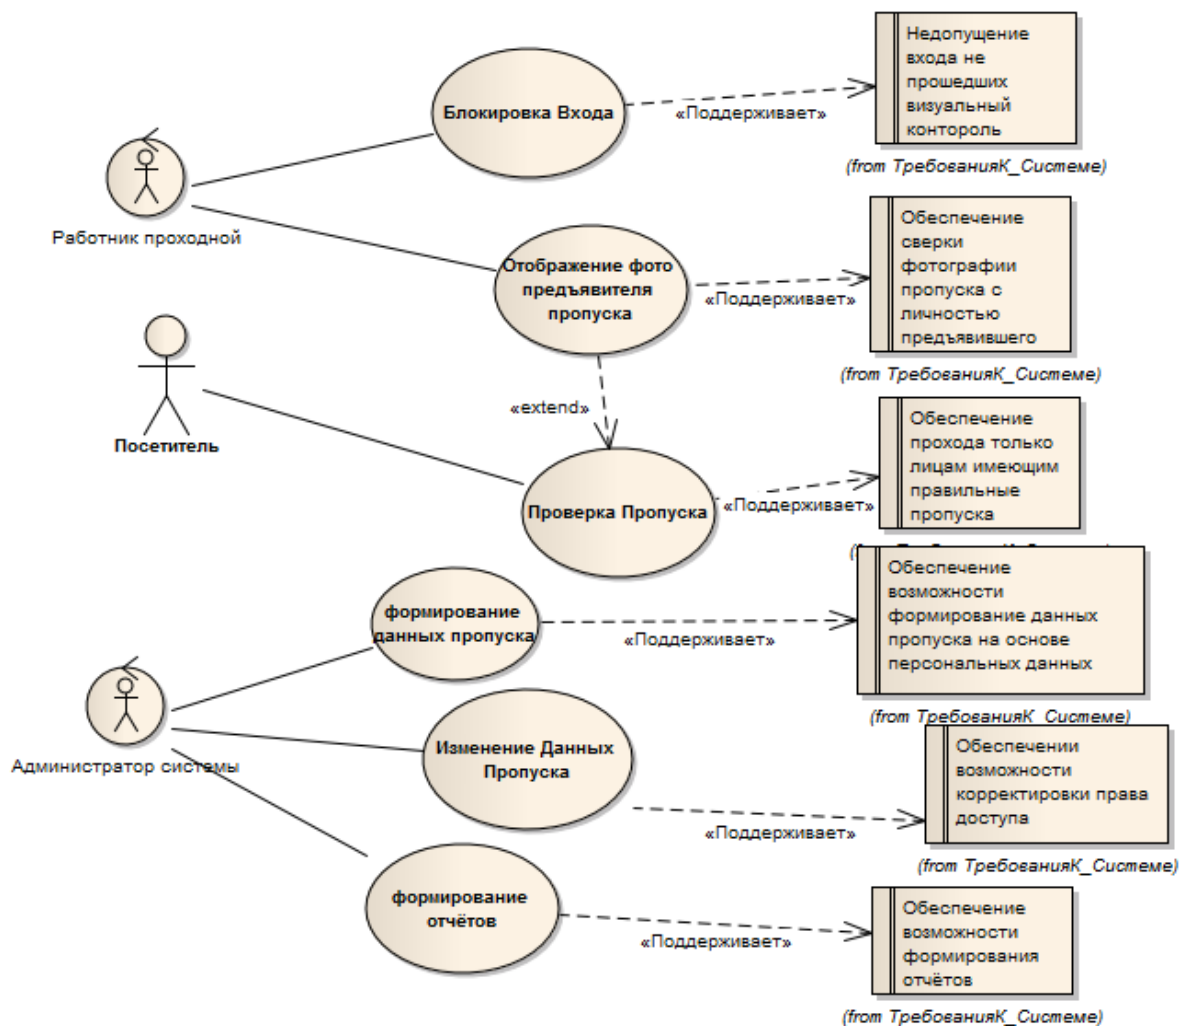 Недопущение
входа не
прошедших
визуальный
контороль
(from ТребованияК_Системе)
Блокировка Входа
«Поддерживает»
Работник проходной
Отображение фото
предъявителя
пропуска
«Поддерживает»
Обеспечение
сверки
фотографии
пропуска с
личностью
предъявившего
(from ТребованияК_Системе)
«extend»
Посетитель
Проверка Пропуска
«Поддерживает»
Обеспечение
прохода только
лицам имеющим
правильные
пропуска
формирование
данных пропуска
«Поддерживает»
Обеспечение
возможности
формирование данных
пропуска на основе
персональных данных
(from ТребованияК_Системе)
Администратор системы
Изменение Данных
Пропуска
«Поддерживает»
Обеспечении
возможности
корректировки права
доступа
(from ТребованияК_Системе)
формирование
отчётов
«Поддерживает»
Обеспечение
возможности
формирования
отчётов
(from ТребованияК_Системе)